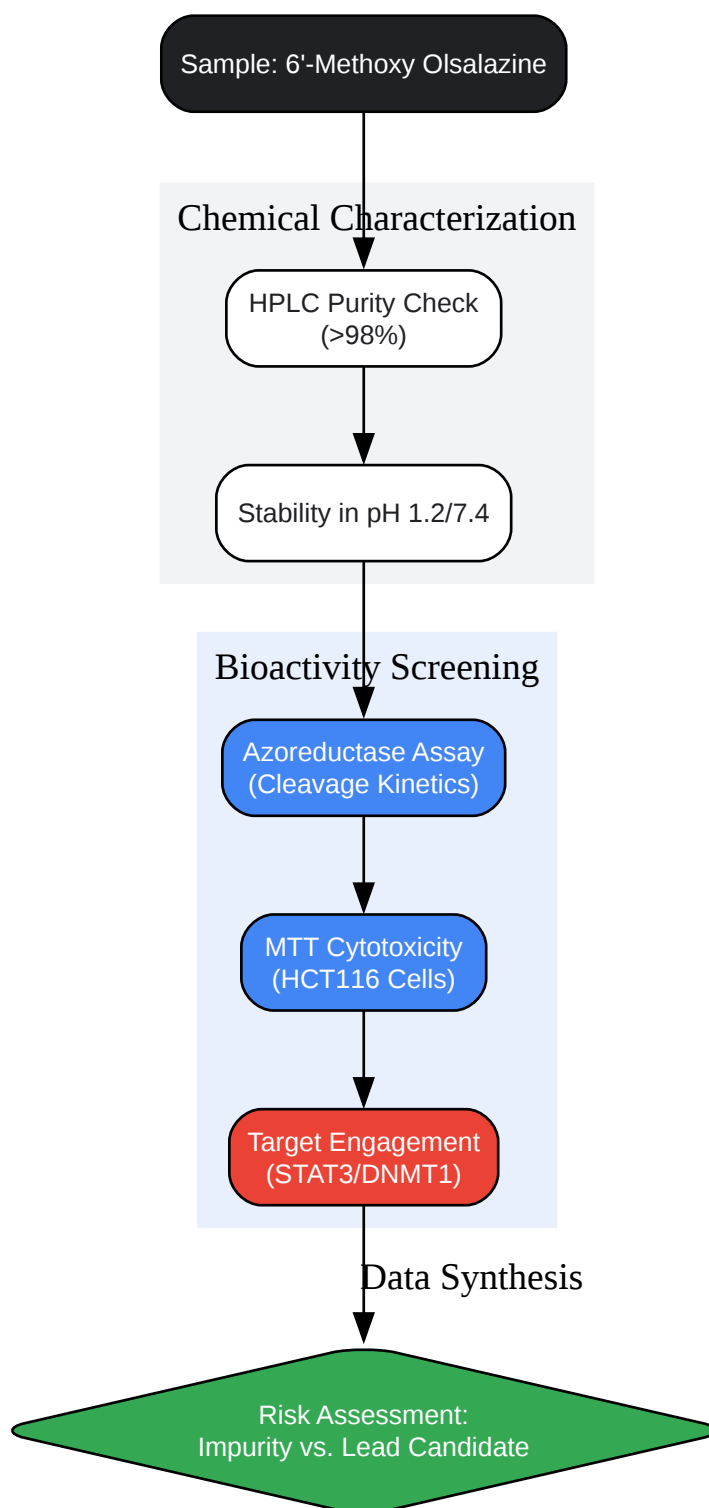 Sample: 6'-Methoxy Olsalazine
Chemical Characterization
HPLC Purity Check
(>98%)
Stability in pH 1.2/7.4
Bioactivity Screening
Azoreductase Assay
(Cleavage Kinetics)
MTT Cytotoxicity
(HCT116 Cells)
Target Engagement
(STAT3/DNMT1)
Data Synthesis
Risk Assessment:
Impurity vs. Lead Candidate